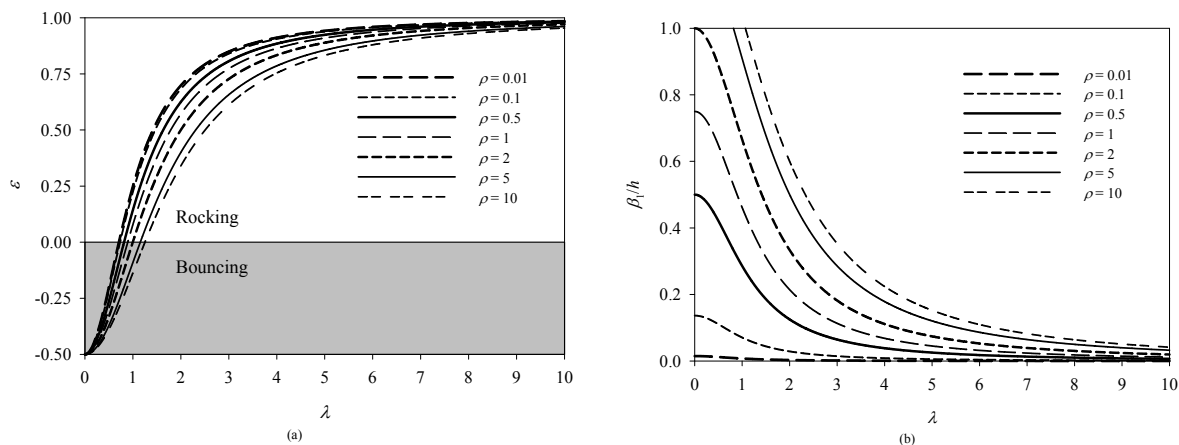 1.00
0.75
0.50
0.25
0.00
-0.25
-0.50
ε
ρ = 0.01
ρ = 0.1
ρ = 0.5
ρ = 1
ρ = 2
ρ = 5
ρ = 10
Rocking
Bouncing
0 1 2 3 4 5 6 7 8 9 10
λ
(a)
1.0
0.8
0.6
0.4
0.2
0.0
β₁/h
ρ = 0.01
ρ = 0.1
ρ = 0.5
ρ = 1
ρ = 2
ρ = 5
ρ = 10
0 1 2 3 4 5 6 7 8 9 10
λ
(b)